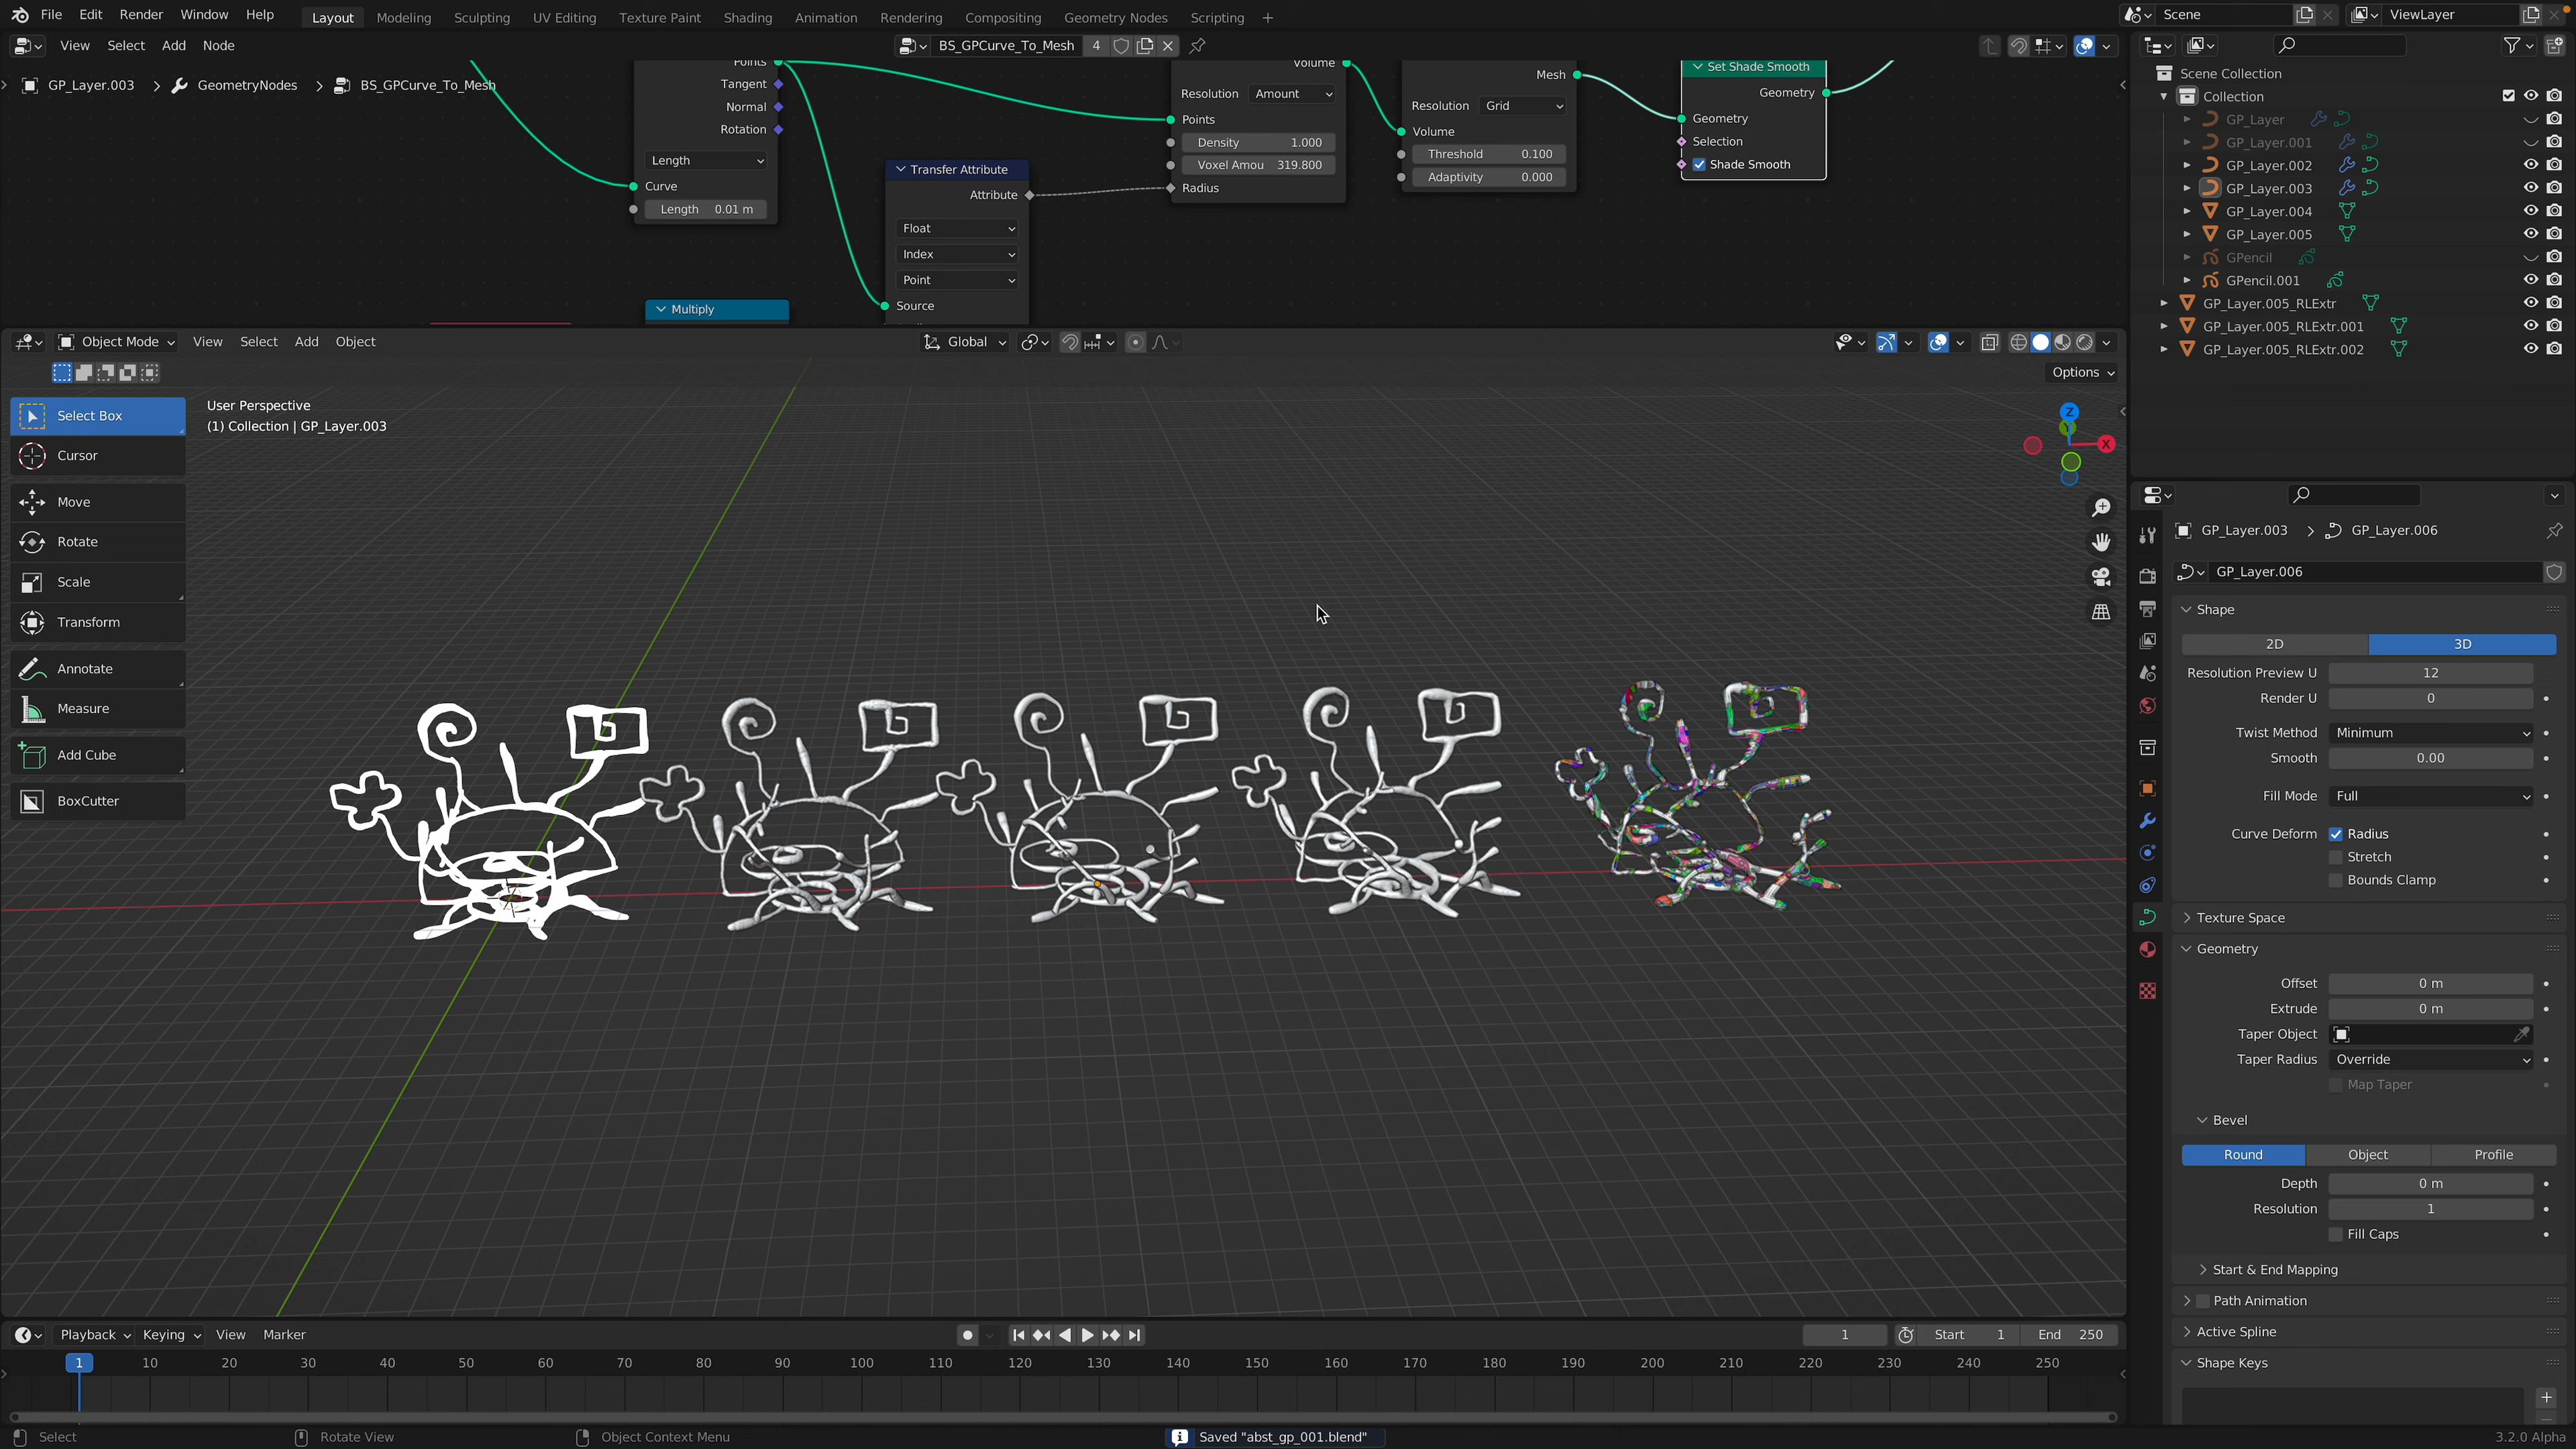 File Edit Render Window Help Layout Modeling Sculpting UV Editing Texture Paint Shading Animation Rendering Compositing Geometry Nodes Scripting + Scene ViewLayer
View Select Add Node BS_GPCurve_To_Mesh 4
GP_Layer.003 > GeometryNodes > BS_GPCurve_To_Mesh
Points
Tangent
Normal
Rotation
Length
Curve
Length 0.01 m
Multiply
Transfer Attribute
Attribute
Float
Index
Point
Source
Volume
Resolution Amount
Points
Density 1.000
Voxel Amou 319.800
Radius
Mesh
Resolution Grid
Volume
Threshold 0.100
Adaptivity 0.000
Set Shade Smooth
Geometry
Geometry
Selection
Shade Smooth
Scene Collection
Collection
GP_Layer
GP_Layer.001
GP_Layer.002
GP_Layer.003
GP_Layer.004
GP_Layer.005
GPencil
GPencil.001
GP_Layer.005_RLExtr
GP_Layer.005_RLExtr.001
GP_Layer.005_RLExtr.002
Object Mode View Select Add Object Global
Options
Select Box
Cursor
Move
Rotate
Scale
Transform
Annotate
Measure
Add Cube
BoxCutter
User Perspective
(1) Collection | GP_Layer.003
Z
Y
X
GP_Layer.003 > GP_Layer.006
GP_Layer.006
Shape
2D 3D
Resolution Preview U 12
Render U 0
Twist Method Minimum
Smooth 0.00
Fill Mode Full
Curve Deform Radius
Stretch
Bounds Clamp
Texture Space
Geometry
Offset 0 m
Extrude 0 m
Taper Object
Taper Radius Override
Map Taper
Bevel
Round Object Profile
Depth 0 m
Resolution 1
Fill Caps
Start & End Mapping
Path Animation
Active Spline
Shape Keys
Playback Keying View Marker 1 Start 1 End 250
1 10 20 30 40 50 60 70 80 90 100 110 120 130 140 150 160 170 180 190 200 210 220 230 240 250
Select Rotate View Object Context Menu Saved "abst_gp_001.blend" 3.2.0 Alpha